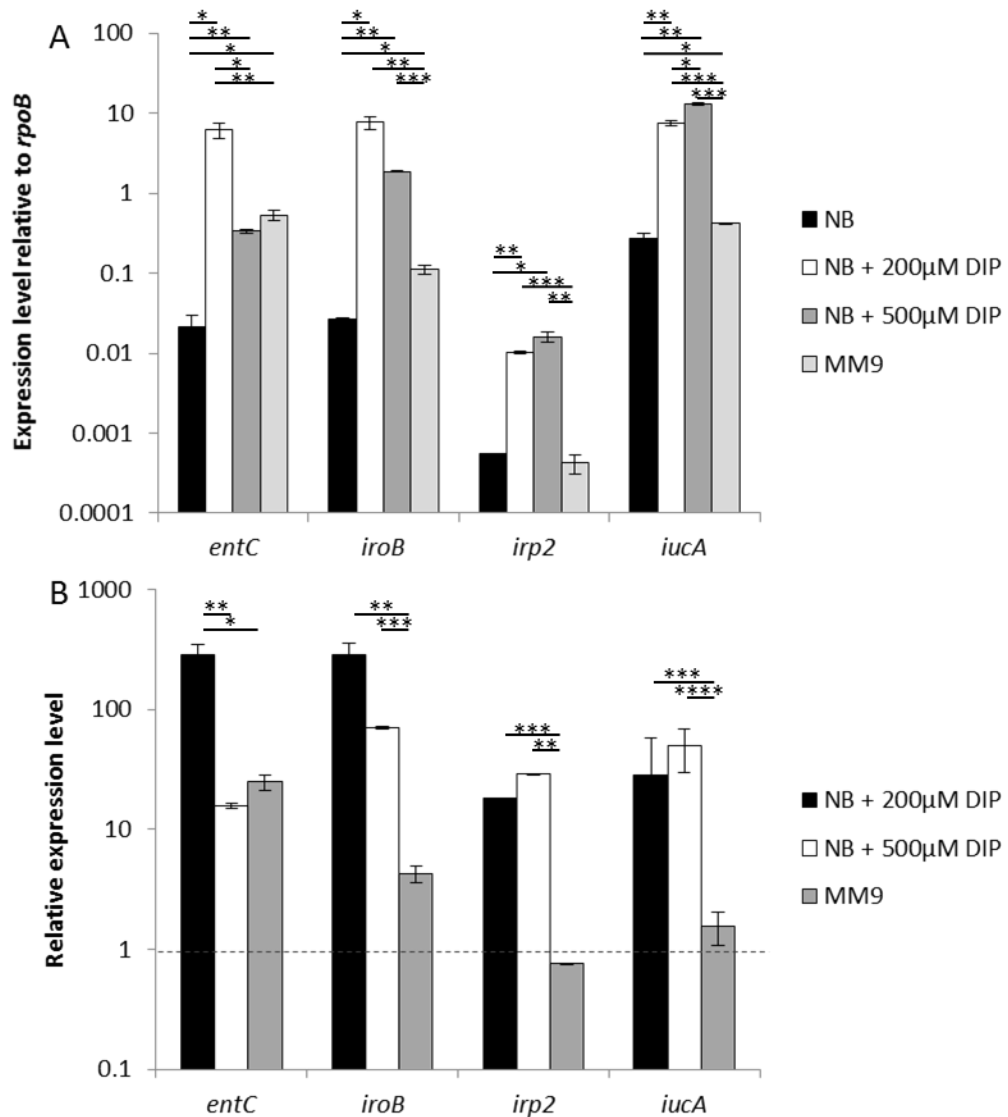 A
Expression level relative to rpoB
100
10
1
0.1
0.01
0.001
0.0001
*
**
*
*
**
*
**
*
**
***
**
*
***
**
**
**
*
*
***
***
entC
iroB
irp2
iucA
NB
NB + 200µM DIP
NB + 500µM DIP
MM9
B
Relative expression level
1000
100
10
1
0.1
**
*
**
***
***
**
***
****
entC
iroB
irp2
iucA
NB + 200µM DIP
NB + 500µM DIP
MM9